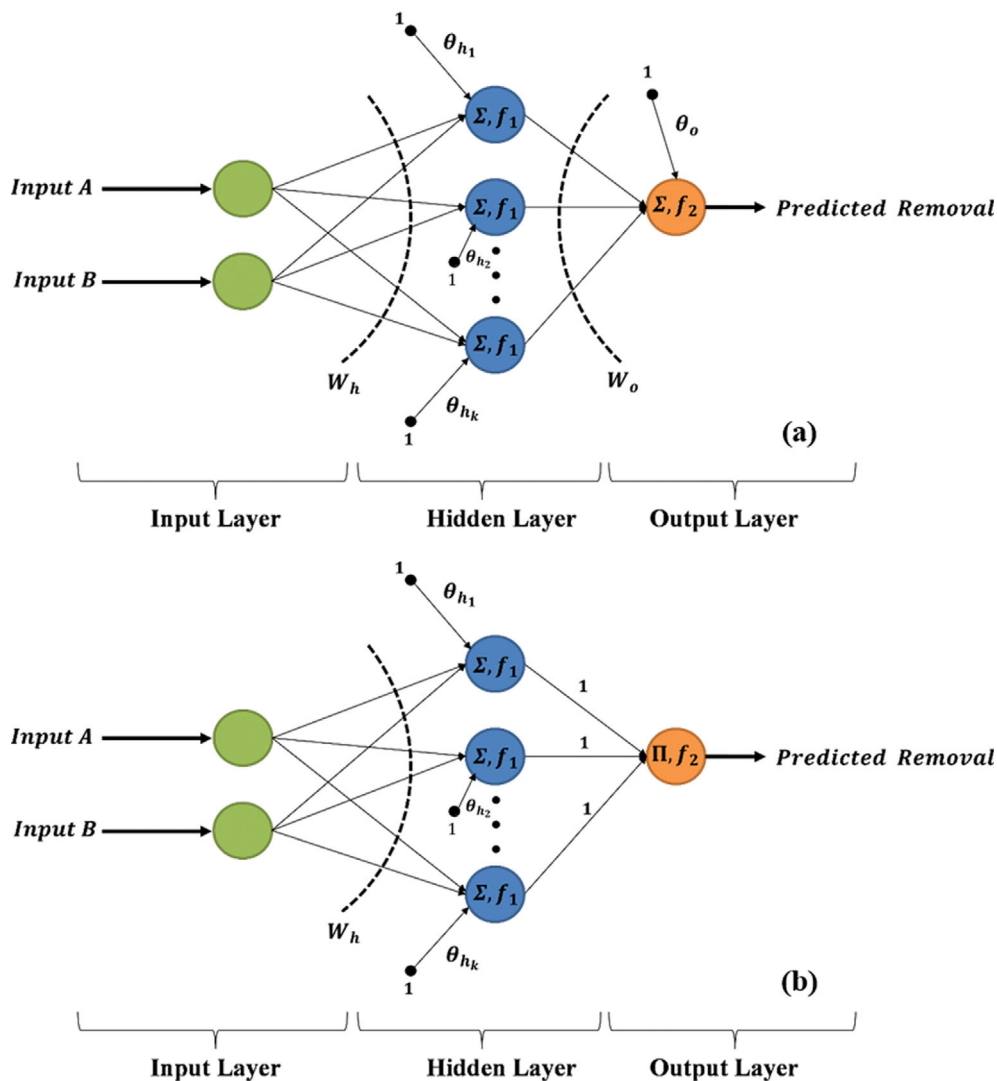 1
θh1
1
Σ, f1
θo
Input A
Σ, f1
Σ, f2
Predicted Removal
θh2
1
Input B
Σ, f1
Wh
Wo
θhk
1
(a)
Input Layer
Hidden Layer
Output Layer
1
θh1
Σ, f1
1
Input A
Σ, f1
1
Π, f2
Predicted Removal
θh2
1
1
Input B
Σ, f1
Wh
θhk
1
(b)
Input Layer
Hidden Layer
Output Layer